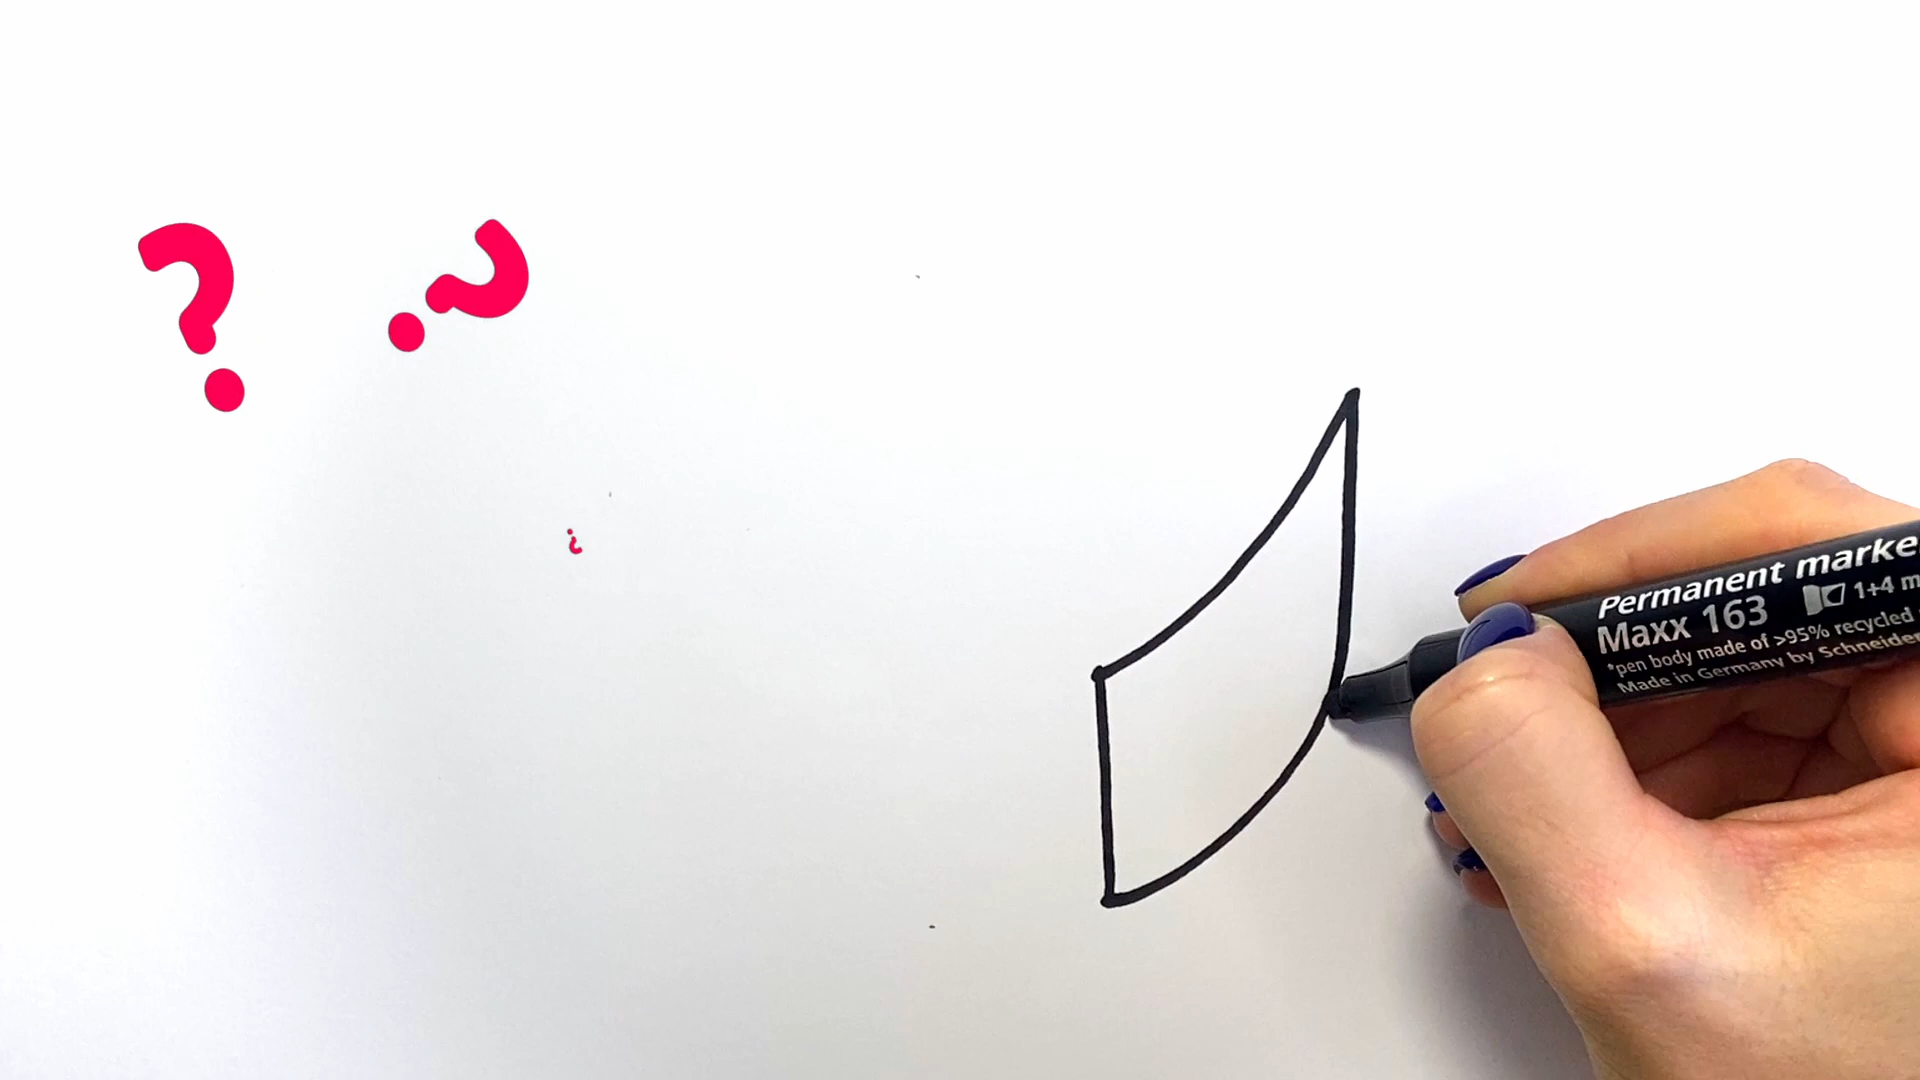 ?
?
?
Permanent marke
Maxx 163 1+4 m
*pen body made of >95% recycled
Made in Germany by Schneider